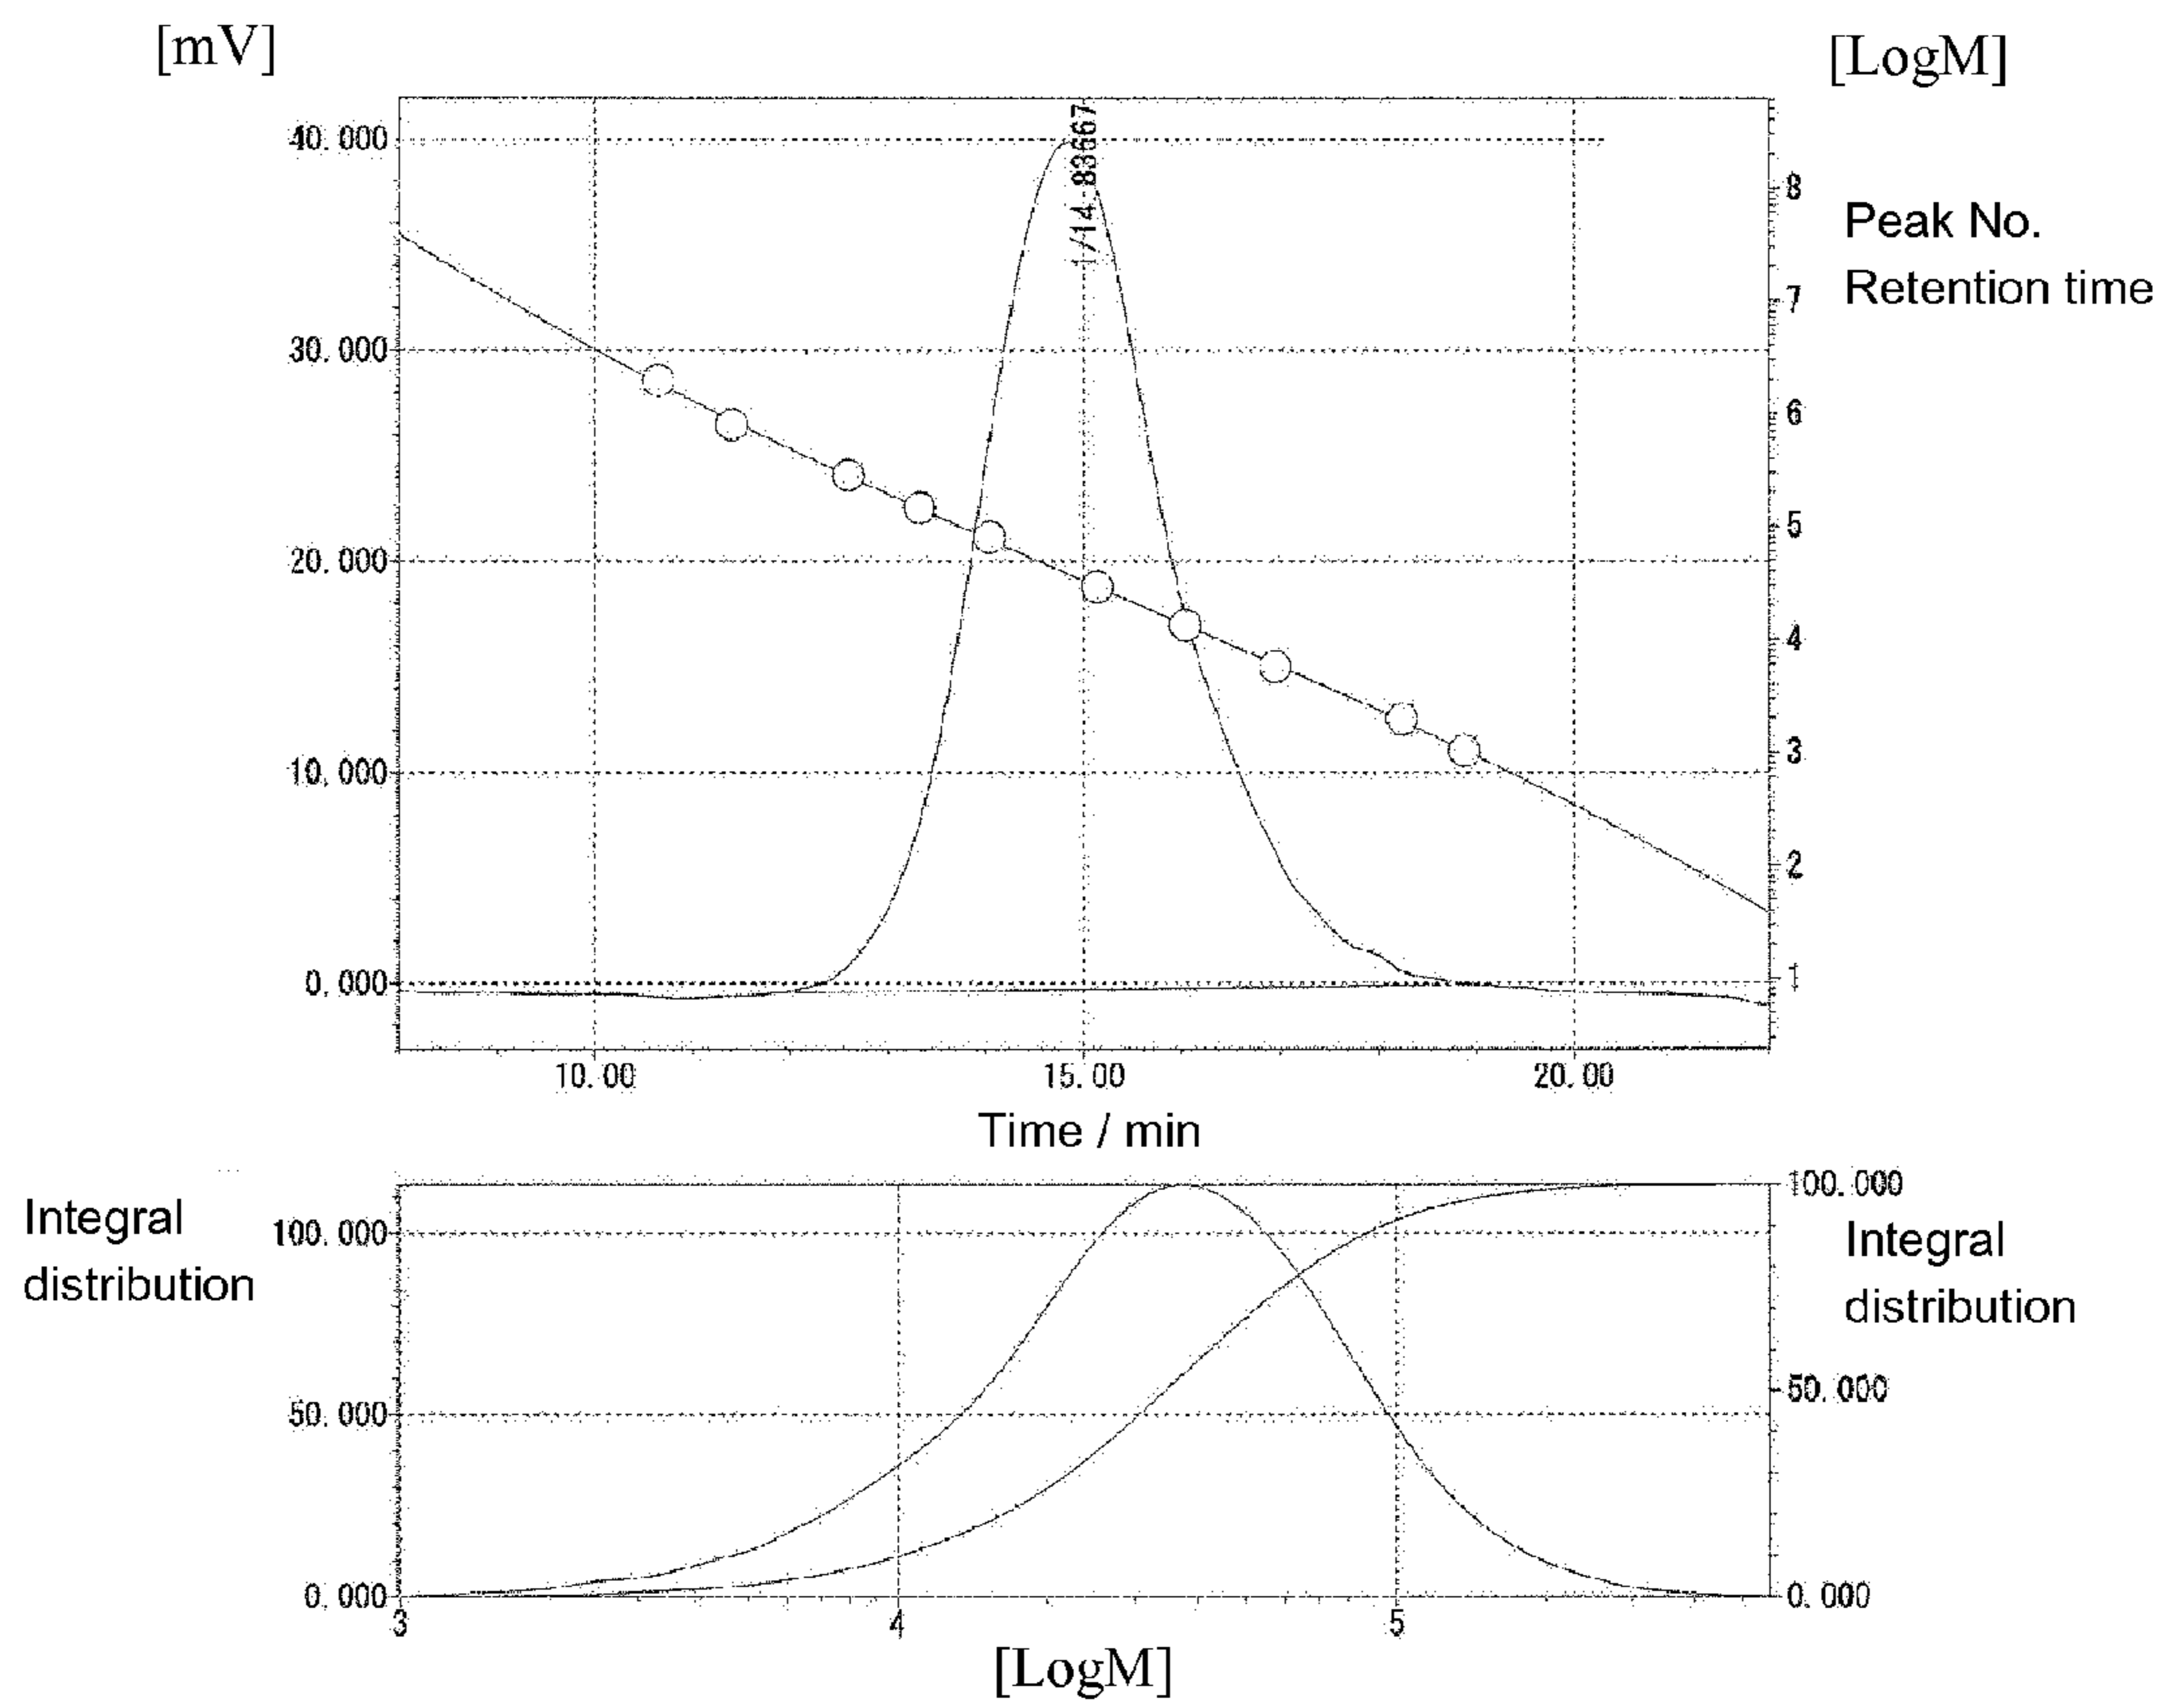 [mV]
[LogM]
40.000
30.000
20.000
10.000
0.000
1/14.83667
8
7
6
5
4
3
2
1
Peak No.
Retention time
10.00
15.00
20.00
Time / min
Integral
distribution
100.000
50.000
0.000
100.000
50.000
0.000
Integral
distribution
3
4
5
[LogM]